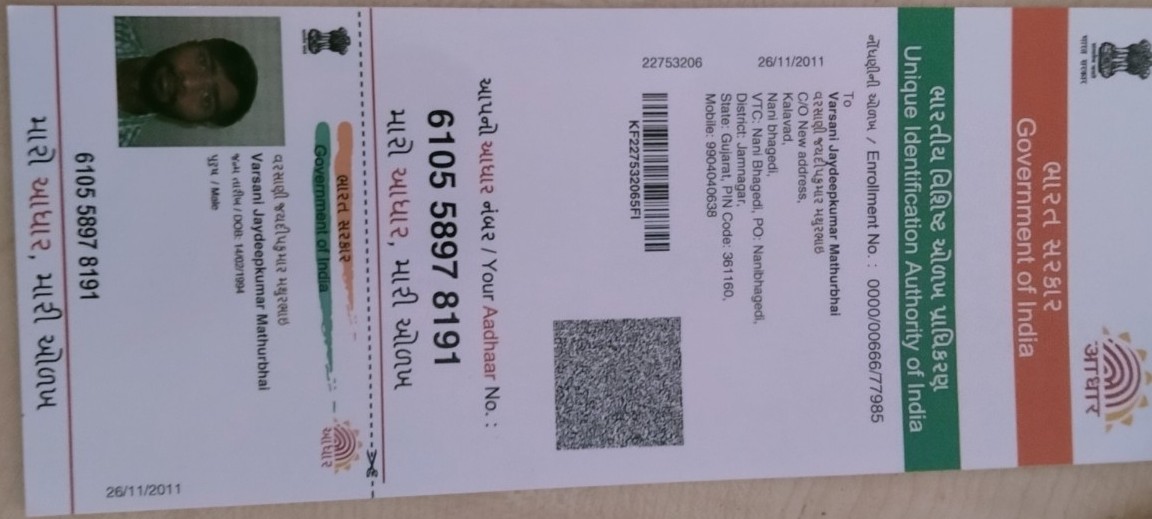 भारत सरकार
ભારત સરકાર
Government of India
आधार
ભારતીય વિશિષ્ટ ઓળખ પ્રાધિકરણ
Unique Identification Authority of India
નોંધણીની ઓળખ / Enrollment No. : 0000/00666/77985
To
Varsani Jaydeepkumar Mathurbhai
વરસાણી જયદીપકુમાર મથુરભાઇ
C/O New address,
Kalavad,
Nani bhagedi,
VTC: Nani Bhagedi, PO: Nanibhagedi,
District: Jamnagar,
State: Gujarat, PIN Code: 361160,
Mobile: 9904040638
26/11/2011
22753206
KF227532065FI
આપનો આધાર નંબર / Your Aadhaar No. :
6105 5897 8191
મારો આધાર, મારી ઓળખ
ભારત સરકાર
Government of India
આધાર
વરસાણી જયદીપકુમાર મથુરભાઇ
Varsani Jaydeepkumar Mathurbhai
જન્મ તારીખ / DOB: 14/02/1994
પુરુષ / Male
26/11/2011
6105 5897 8191
મારો આધાર, મારી ઓળખ